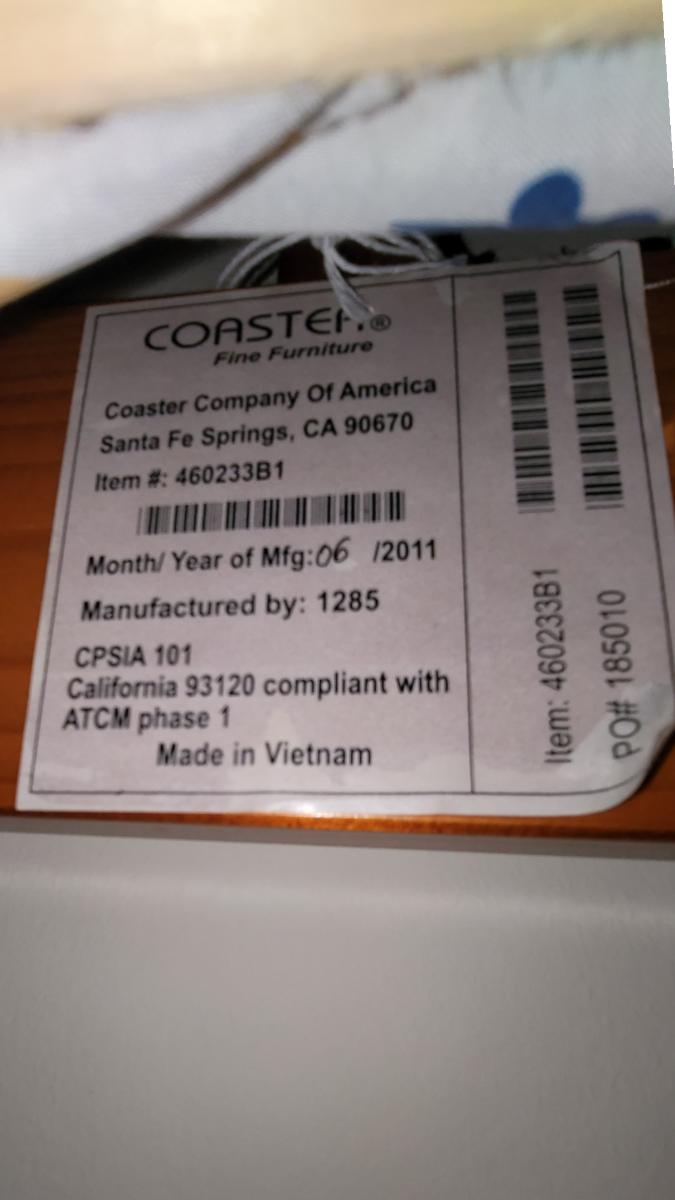 COASTER®
Fine Furniture
Coaster Company Of America
Santa Fe Springs, CA 90670
Item #: 460233B1
Month/ Year of Mfg:06 /2011
Manufactured by: 1285
CPSIA 101
California 93120 compliant with
ATCM phase 1
Made in Vietnam
Item: 460233B1
PO# 185010